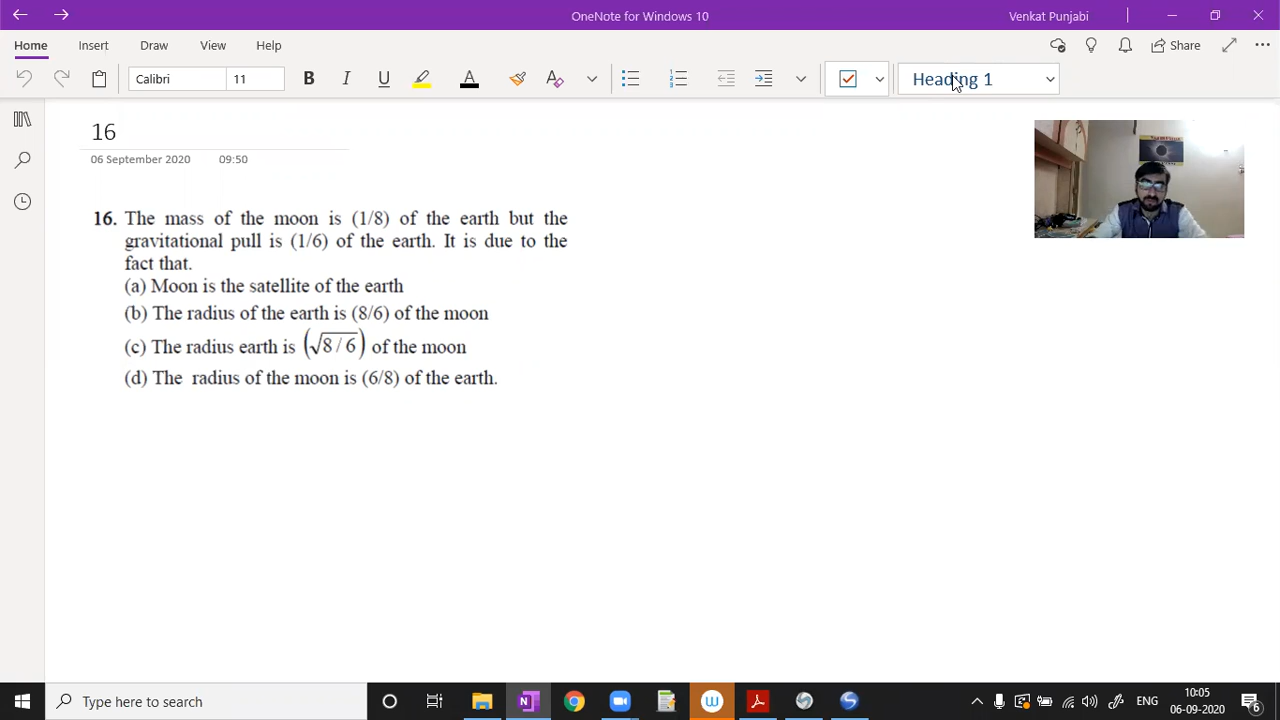 OneNote for Windows 10
Venkat Punjabi
Home Insert Draw View Help
Share
Calibri 11 B I U A A Heading 1
16
06 September 2020 09:50
16. The mass of the moon is (1/8) of the earth but the
gravitational pull is (1/6) of the earth. It is due to the
fact that.
(a) Moon is the satellite of the earth
(b) The radius of the earth is (8/6) of the moon
(c) The radius earth is (√8 / 6) of the moon
(d) The radius of the moon is (6/8) of the earth.
Type here to search
ENG
10:05
06-09-2020
6